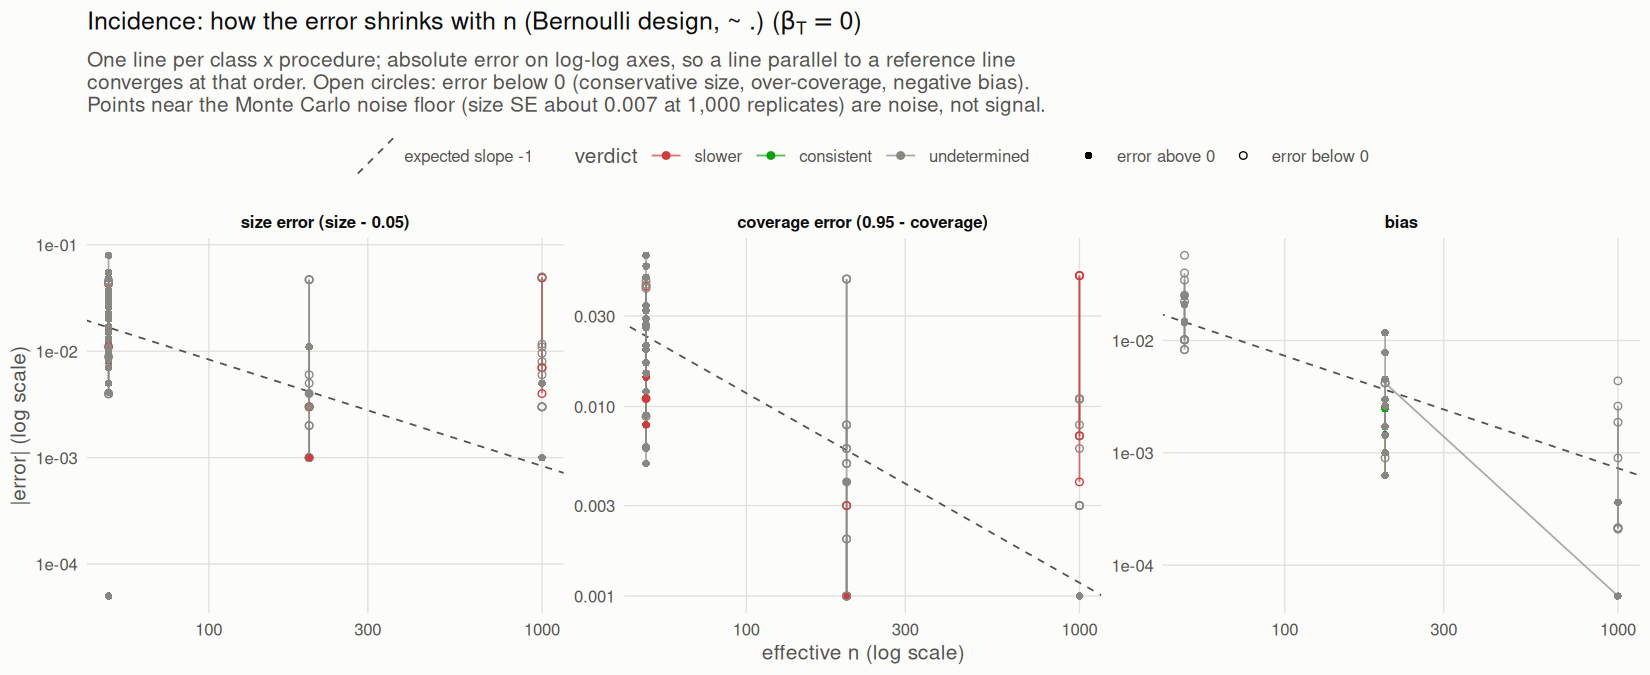 Incidence: how the error shrinks with n (Bernoulli design, ~ .) (βT = 0)
One line per class x procedure; absolute error on log-log axes, so a line parallel to a reference line
converges at that order. Open circles: error below 0 (conservative size, over-coverage, negative bias).
Points near the Monte Carlo noise floor (size SE about 0.007 at 1,000 replicates) are noise, not signal.
expected slope -1 verdict slower consistent undetermined error above 0 error below 0
size error (size - 0.05) coverage error (0.95 - coverage) bias
|error| (log scale)
1e-01
1e-02
1e-03
1e-04
0.030
0.010
0.003
0.001
1e-02
1e-03
1e-04
100 300 1000 100 300 1000 100 300 1000
effective n (log scale)